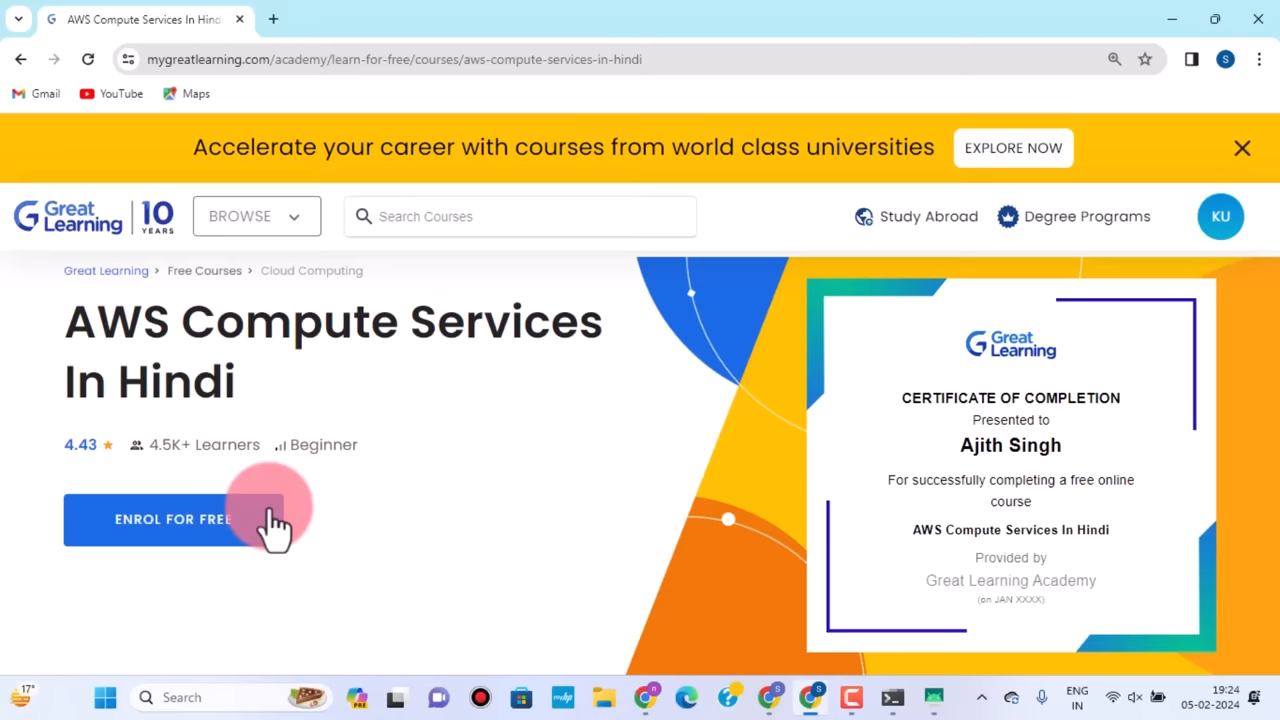 AWS Compute Services In Hind
mygreatlearning.com/academy/learn-for-free/courses/aws-compute-services-in-hindi
S
Gmail
YouTube
Maps
Accelerate your career with courses from world class universities
EXPLORE NOW
Great Learning
10 YEARS
BROWSE
Search Courses
Study Abroad
Degree Programs
KU
Great Learning > Free Courses > Cloud Computing
AWS Compute Services
In Hindi
4.43 ★
4.5K+ Learners
Beginner
ENROL FOR FREE
Great
Learning
CERTIFICATE OF COMPLETION
Presented to
Ajith Singh
For successfully completing a free online
course
AWS Compute Services In Hindi
Provided by
Great Learning Academy
(on JAN XXXX)
17°
Search
PRE
myhp
n
S
S
ENG
IN
19:24
05-02-2024